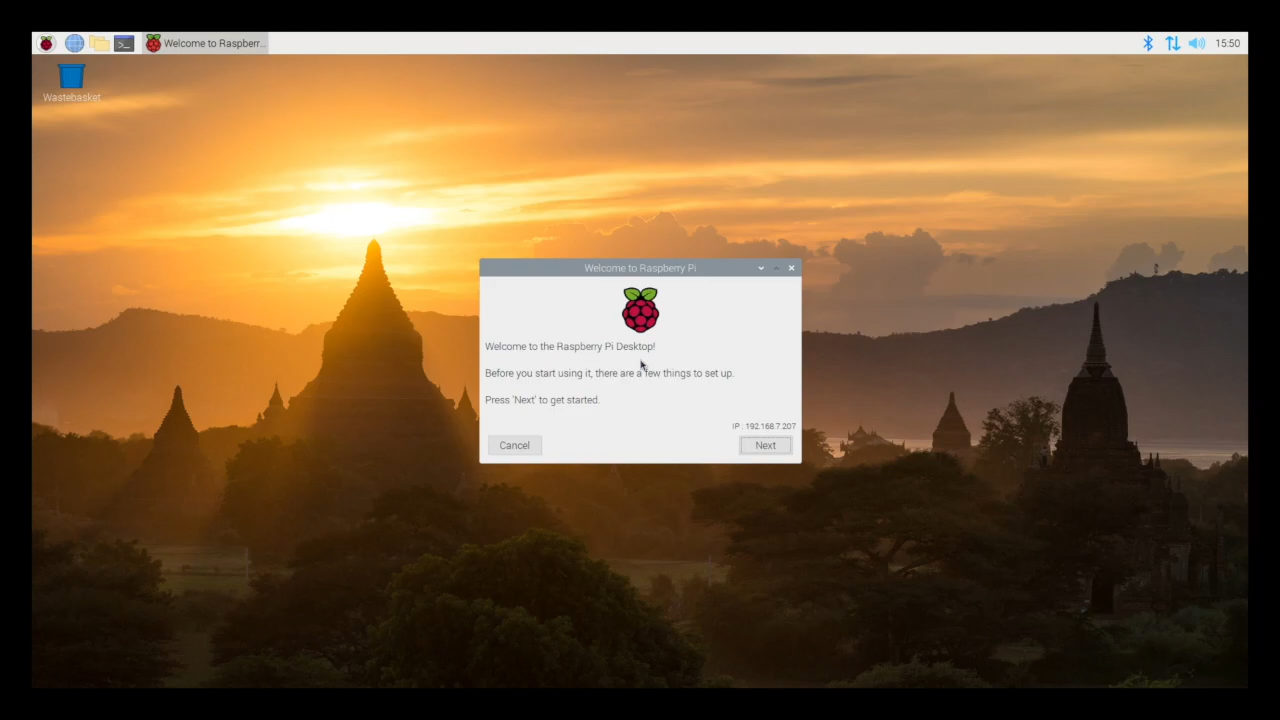 Welcome to Raspberr...
15:50
Wastebasket
Welcome to Raspberry Pi
Welcome to the Raspberry Pi Desktop!
Before you start using it, there are a few things to set up.
Press 'Next' to get started.
IP : 192.168.7.207
Cancel
Next